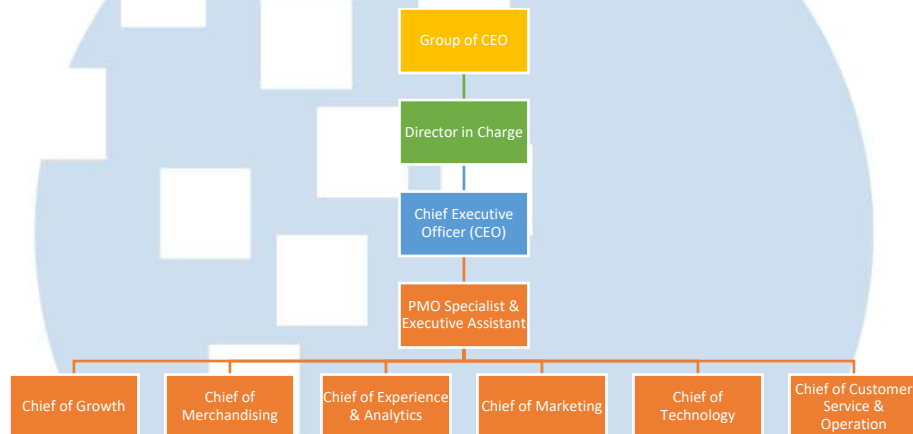 Group of CEO
Director in Charge
Chief Executive
Officer (CEO)
PMO Specialist &
Executive Assistant
Chief of Growth
Chief of
Merchandising
Chief of Experience
& Analytics
Chief of Marketing
Chief of
Technology
Chief of Customer
Service &
Operation